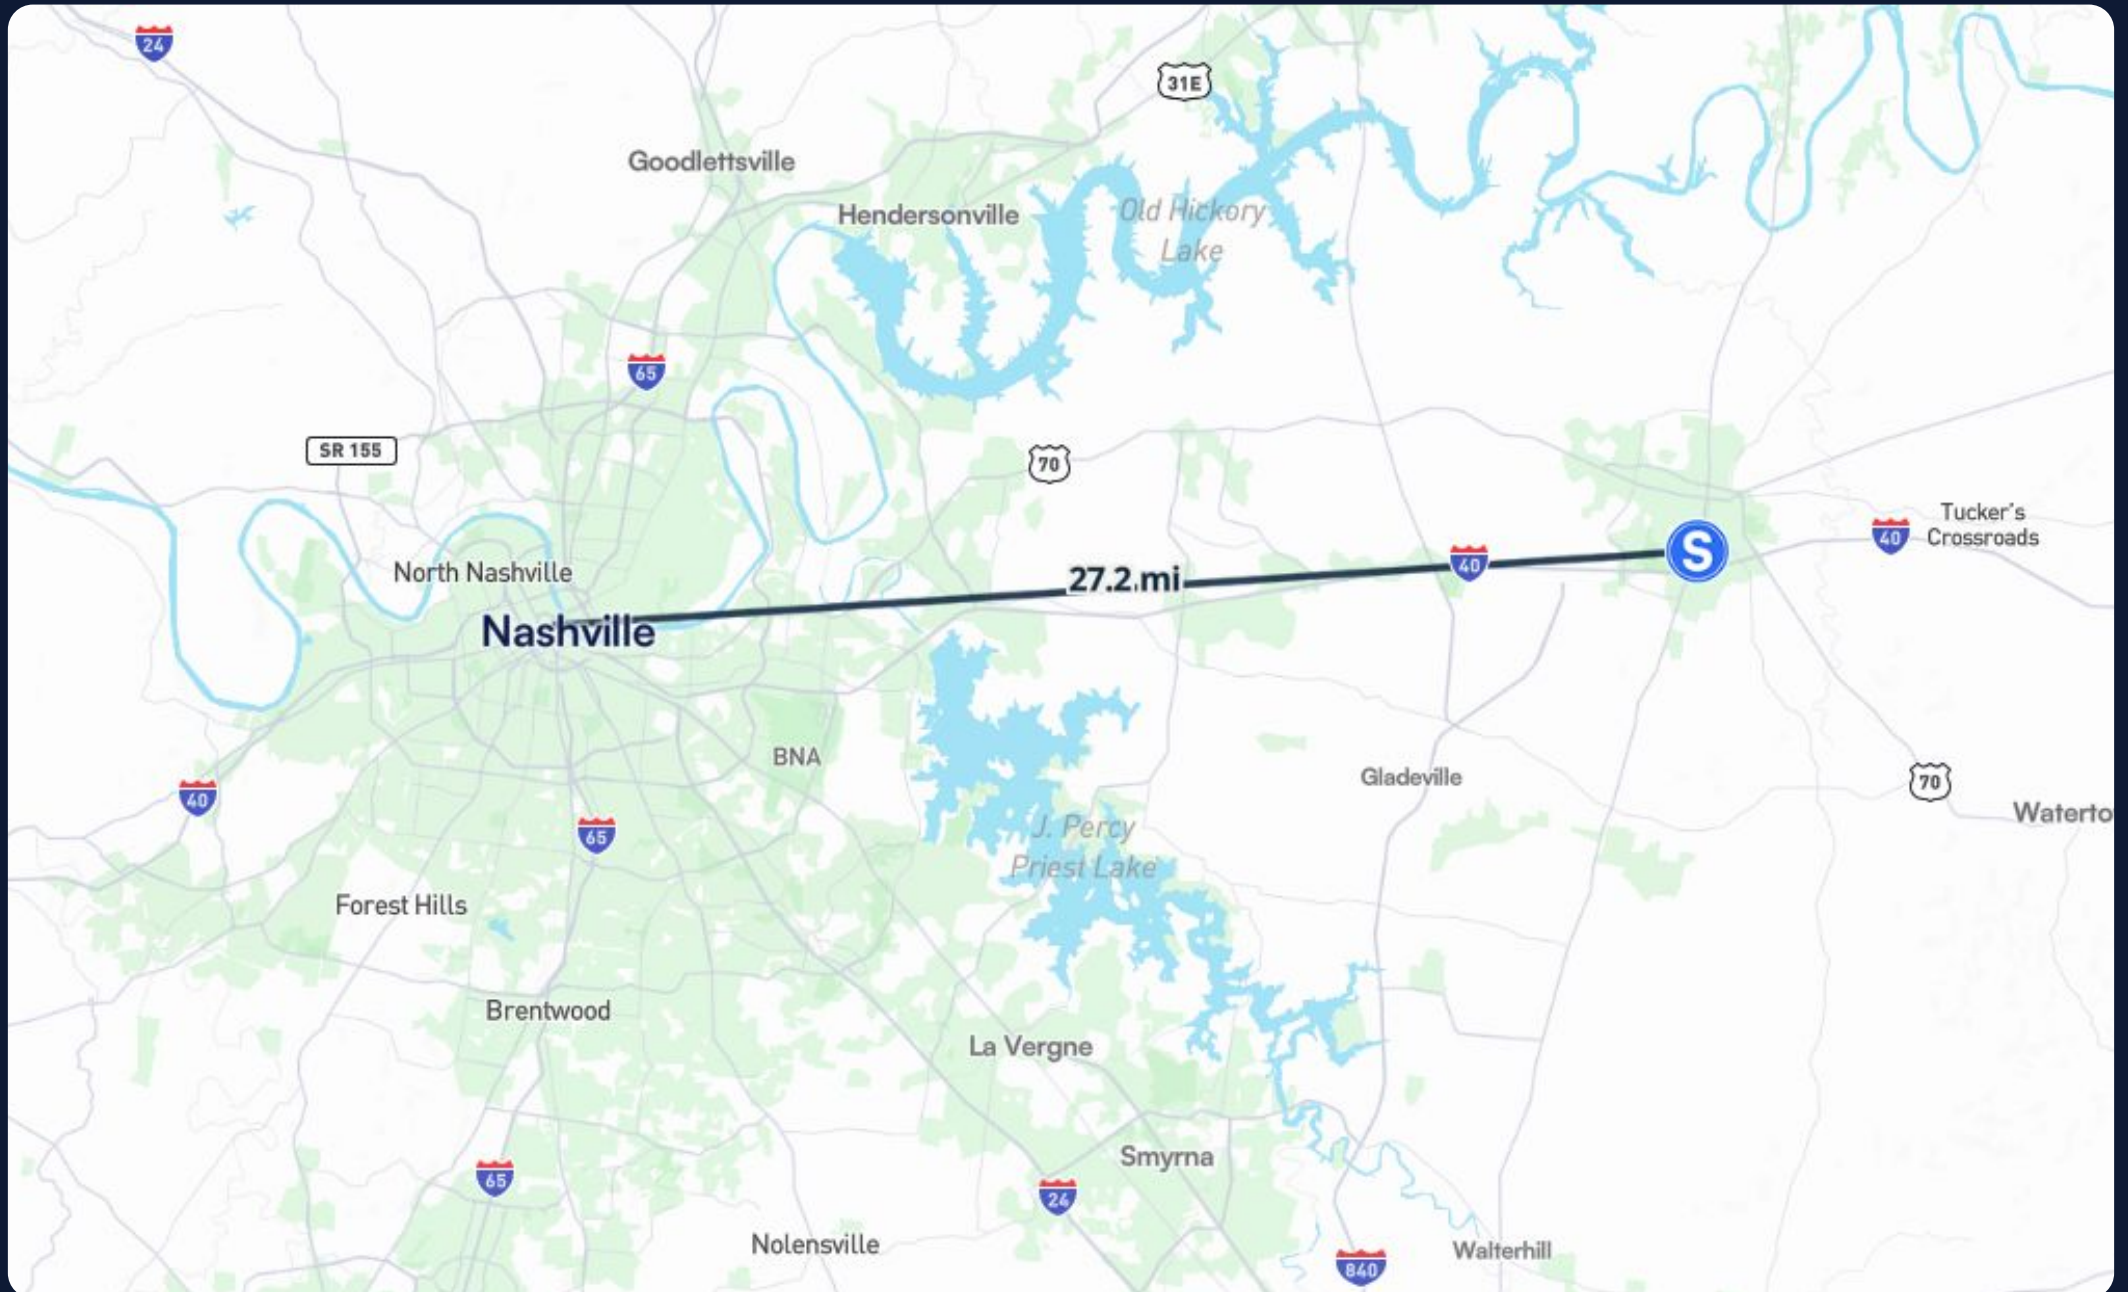 24
31E
Goodlettsville
Hendersonville
Old Hickory
Lake
65
SR 155
70
Tucker's
Crossroads
40
40
S
North Nashville
27.2 mi
Nashville
BNA
Gladeville
70
40
Waterto
65
J. Percy
Priest Lake
Forest Hills
Brentwood
La Vergne
Smyrna
65
24
Nolensville
Walterhill
840